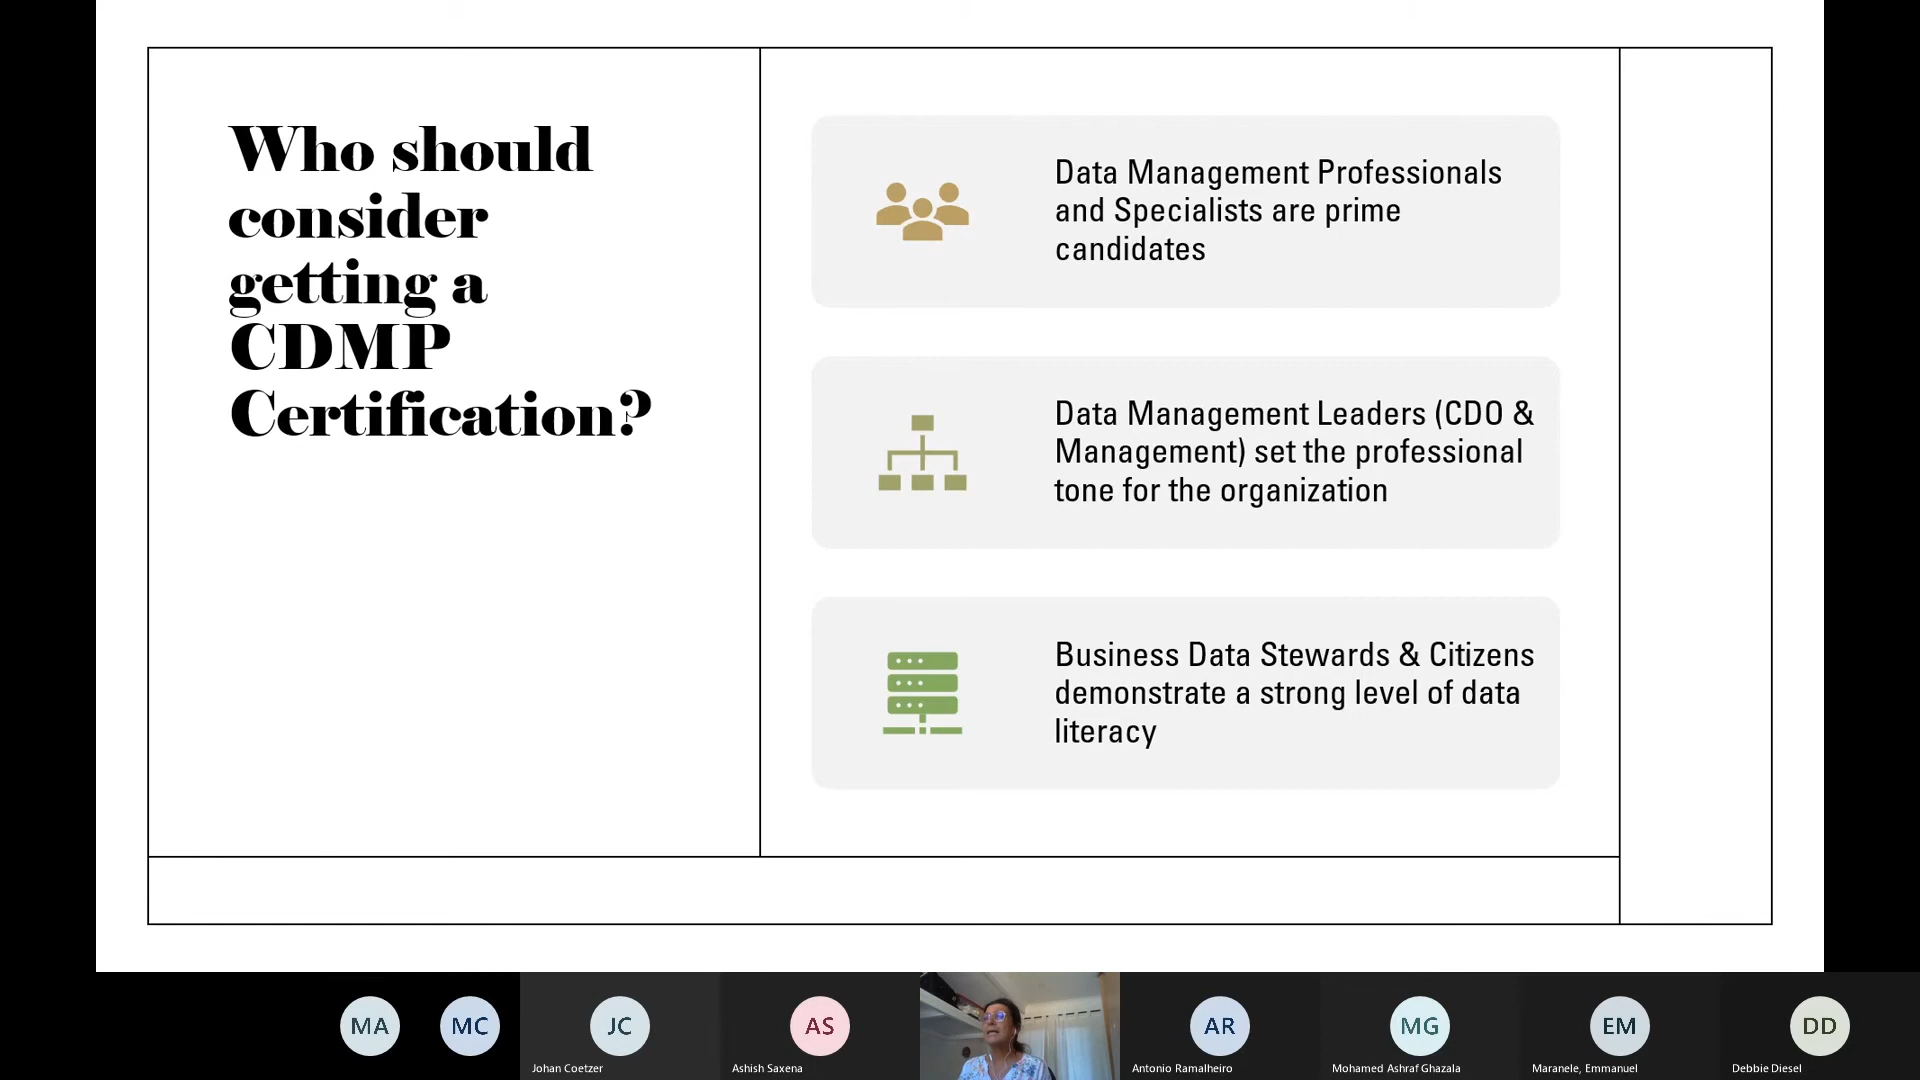 Who should
consider
getting a
CDMP
Certification?
Data Management Professionals
and Specialists are prime
candidates
Data Management Leaders (CDO &
Management) set the professional
tone for the organization
Business Data Stewards & Citizens
demonstrate a strong level of data
literacy
MA
MC
JC
Johan Coetzer
AS
Ashish Saxena
AR
Antonio Ramalheiro
MG
Mohamed Ashraf Ghazala
EM
Maranele, Emmanuel
DD
Debbie Diesel